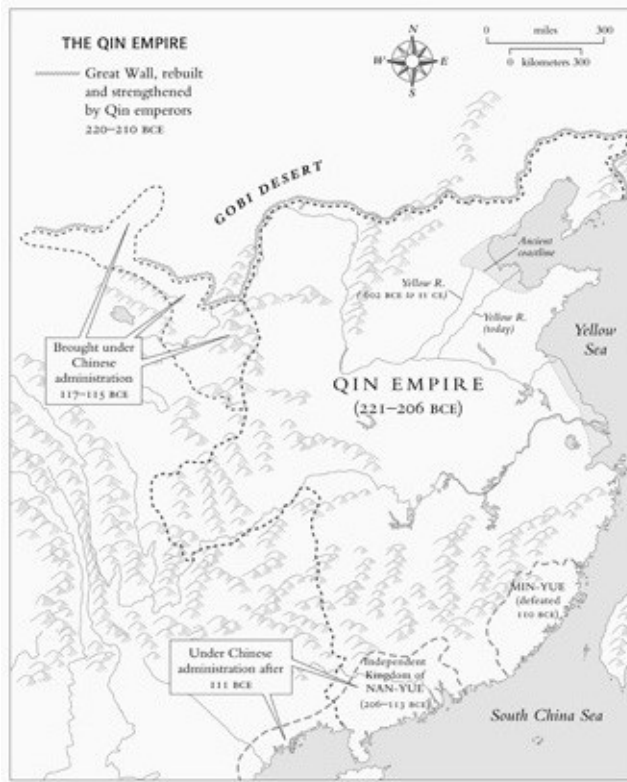 THE QIN EMPIRE
Great Wall, rebuilt
and strengthened
by Qin emperors
220–210 BCE
N
W
E
S
0 miles 300
0 kilometers 300
GOBI DESERT
Ancient
coastline
Yellow R.
(602 BCE to 11 CE)
Yellow R.
(today)
Yellow
Sea
Brought under
Chinese
administration
117–115 BCE
QIN EMPIRE
(221–206 BCE)
MIN-YUE
(defeated
110 BCE)
Under Chinese
administration after
111 BCE
Independent
Kingdom of
NAN-YUE
(206–113 BCE)
South China Sea